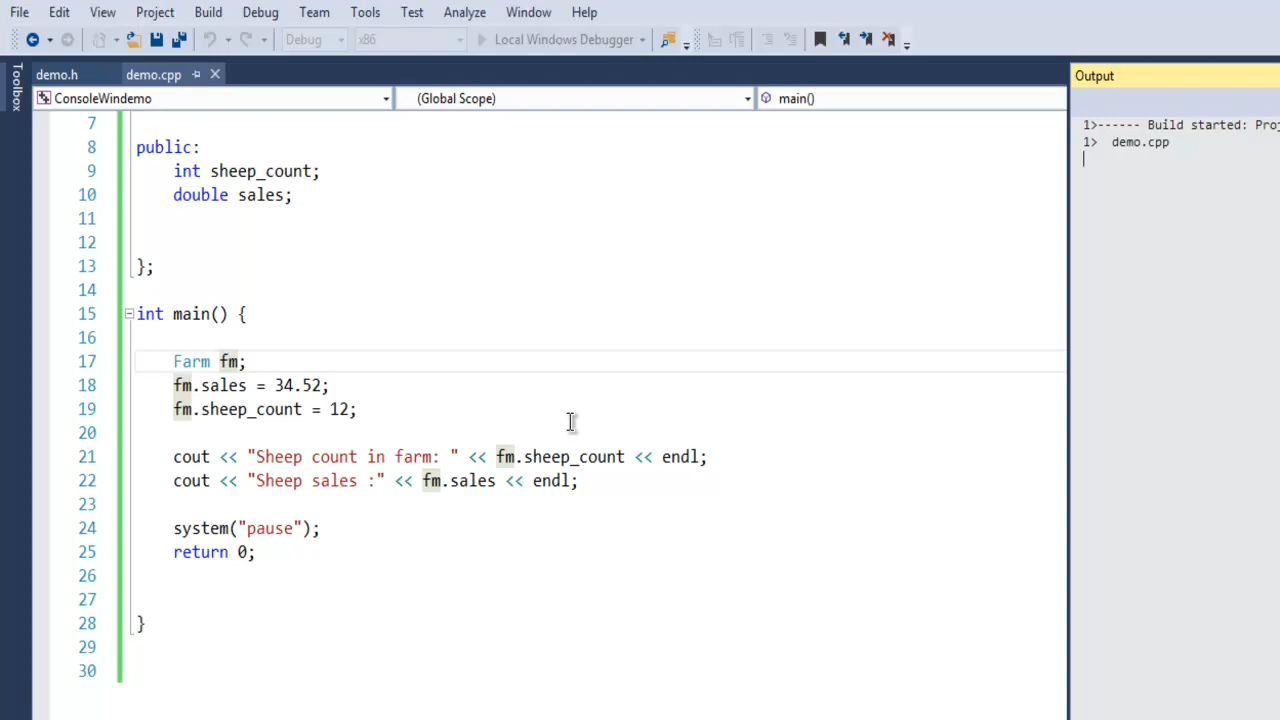 File Edit View Project Build Debug Team Tools Test Analyze Window Help
Debug x86 Local Windows Debugger
Toolbox
demo.h demo.cpp
Output
ConsoleWindemo (Global Scope) main()
7
8 public:
9 int sheep_count;
10 double sales;
11
12
13 };
14
15 int main() {
16
17 Farm fm;
18 fm.sales = 34.52;
19 fm.sheep_count = 12;
20
21 cout << "Sheep count in farm: " << fm.sheep_count << endl;
22 cout << "Sheep sales :" << fm.sales << endl;
23
24 system("pause");
25 return 0;
26
27
28 }
29
30
1>------ Build started: Proj
1> demo.cpp